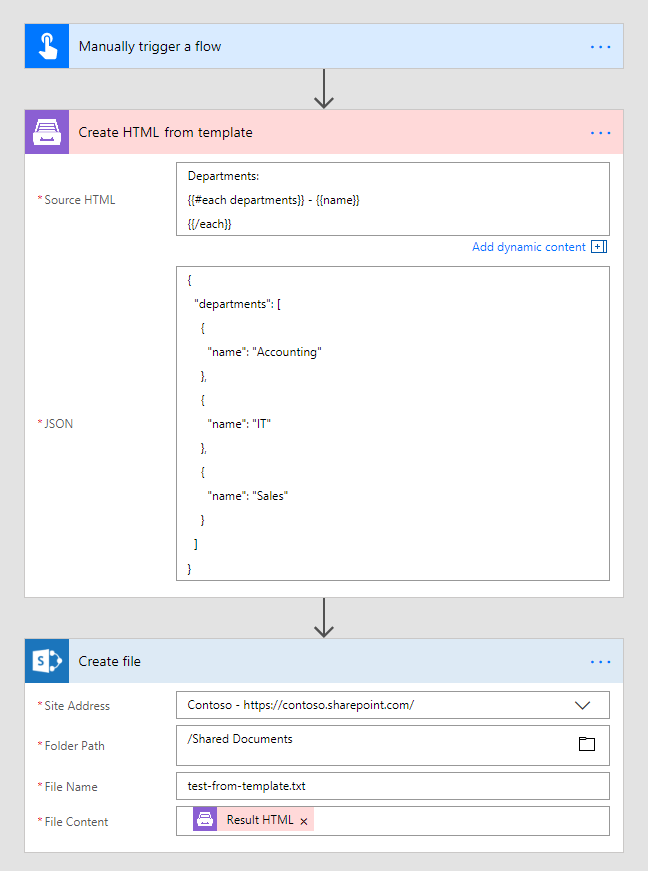 Manually trigger a flow
Create HTML from template
* Source HTML
Departments:
{{#each departments}} - {{name}}
{{/each}}
Add dynamic content
* JSON
{
"departments": [
{
"name": "Accounting"
},
{
"name": "IT"
},
{
"name": "Sales"
}
]
}
Create file
* Site Address
Contoso - https://contoso.sharepoint.com/
* Folder Path
/Shared Documents
* File Name
test-from-template.txt
* File Content
Result HTML ×